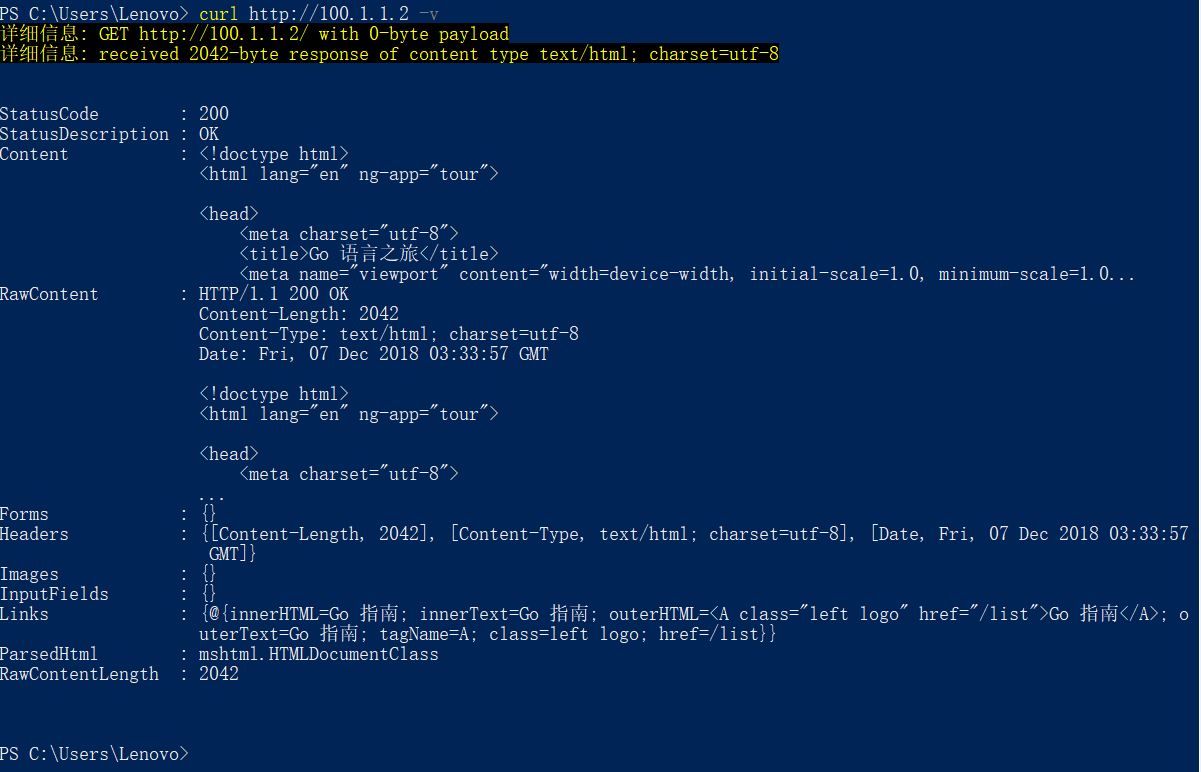 PS C:\Users\Lenovo> curl http://100.1.1.2 -v
详细信息: GET http://100.1.1.2/ with 0-byte payload
详细信息: received 2042-byte response of content type text/html; charset=utf-8
StatusCode : 200
StatusDescription : OK
Content : <!doctype html>
<html lang="en" ng-app="tour">
<head>
<meta charset="utf-8">
<title>Go 语言之旅</title>
<meta name="viewport" content="width=device-width, initial-scale=1.0, minimum-scale=1.0...
RawContent : HTTP/1.1 200 OK
Content-Length: 2042
Content-Type: text/html; charset=utf-8
Date: Fri, 07 Dec 2018 03:33:57 GMT
<!doctype html>
<html lang="en" ng-app="tour">
<head>
<meta charset="utf-8">
...
Forms : {}
Headers : {[Content-Length, 2042], [Content-Type, text/html; charset=utf-8], [Date, Fri, 07 Dec 2018 03:33:57
GMT]}
Images : {}
InputFields : {}
Links : {@{innerHTML=Go 指南; innerText=Go 指南; outerHTML=<A class="left logo" href="/list">Go 指南</A>; o
uterText=Go 指南; tagName=A; class=left logo; href=/list}}
ParsedHtml : mshtml.HTMLDocumentClass
RawContentLength : 2042
PS C:\Users\Lenovo>